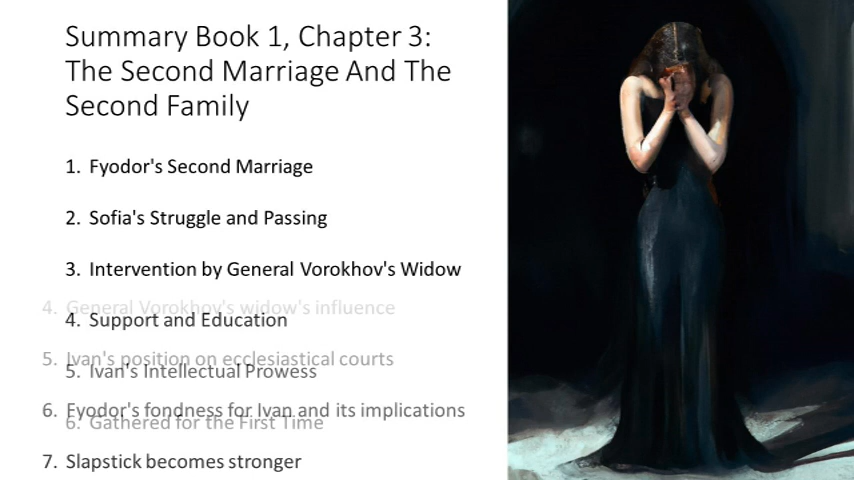 Summary Book 1, Chapter 3:
The Second Marriage And The
Second Family
1. Fyodor's Second Marriage
2. Sofia's Struggle and Passing
3. Intervention by General Vorokhov's Widow
4. General Vorokhov's widow's influence
4. Support and Education
5. Ivan's position on ecclesiastical courts
5. Ivan's Intellectual Prowess
6. Fyodor's fondness for Ivan and its implications
6. Gathered for the First Time
7. Slapstick becomes stronger